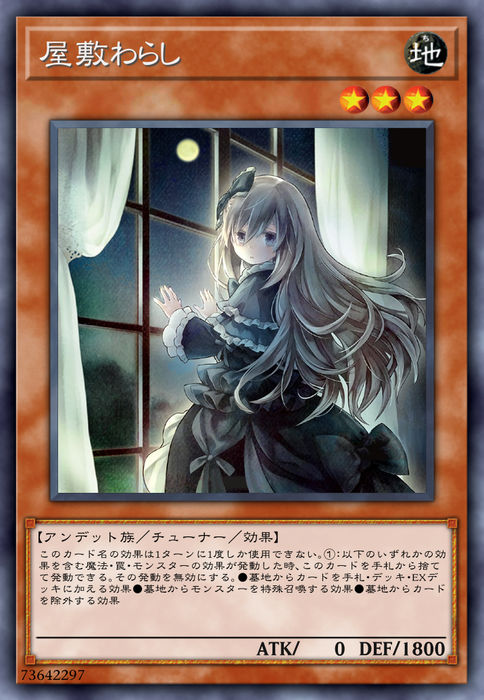 屋敷わらし
ち
地
【アンデット族/チューナー/効果】
このカード名の効果は1ターンに1度しか使用できない。①:以下のいずれかの効
果を含む魔法・罠・モンスターの効果が発動した時、このカードを手札から捨て
て発動できる。その発動を無効にする。●墓地からカードを手札・デッキ・EXデ
ッキに加える効果●墓地からモンスターを特殊召喚する効果●墓地からカード
を除外する効果
ATK/ 0 DEF/1800
73642297